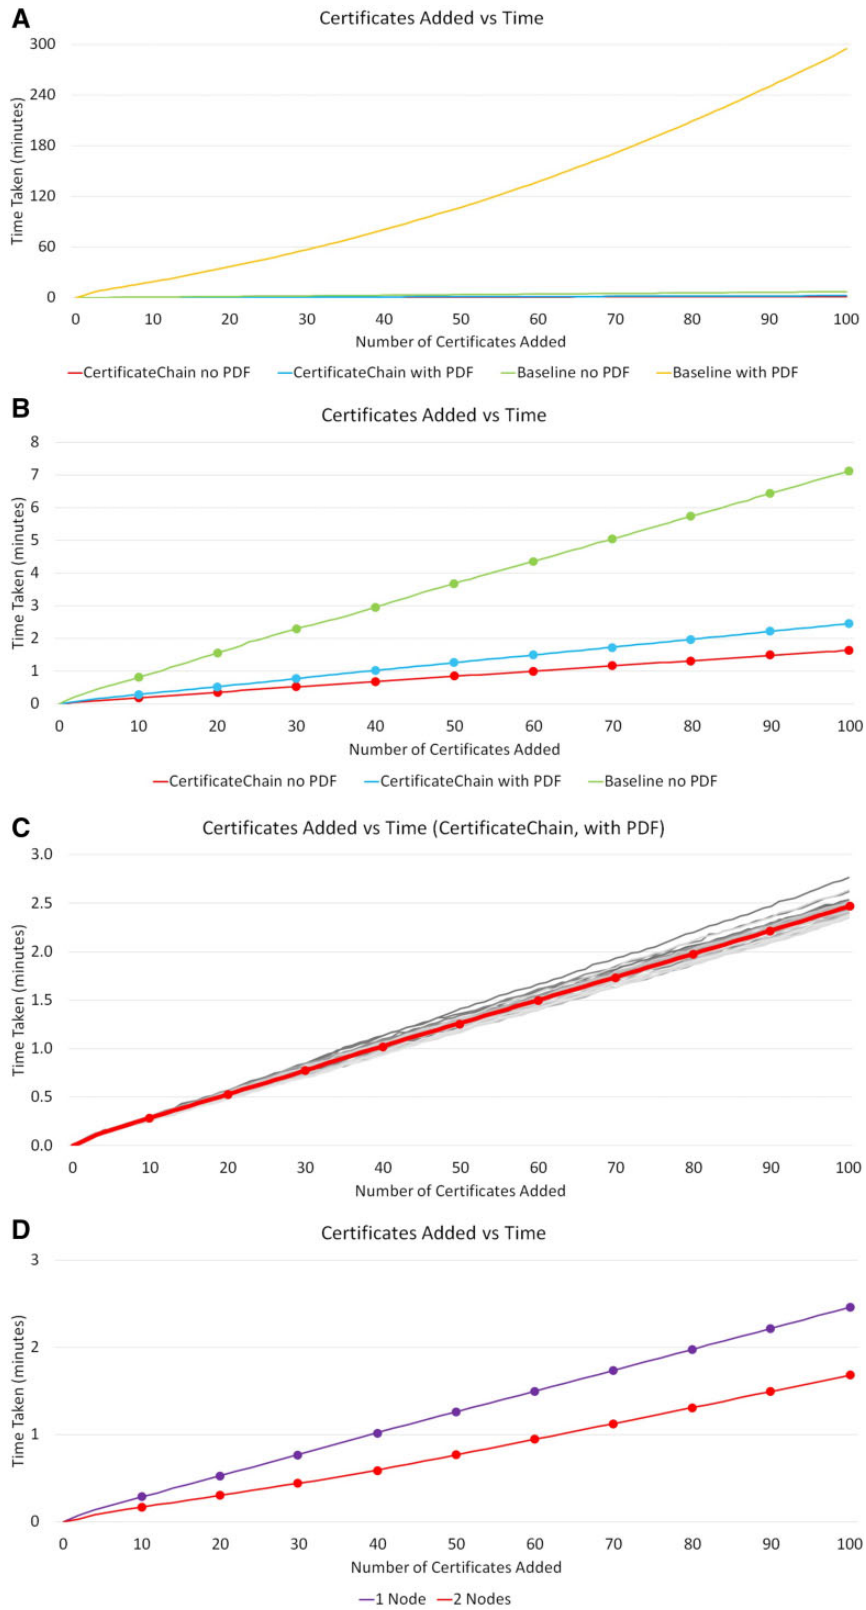 A
Certificates Added vs Time
Time Taken (minutes)
300
240
180
120
60
0
0 10 20 30 40 50 60 70 80 90 100
Number of Certificates Added
CertificateChain no PDF CertificateChain with PDF Baseline no PDF Baseline with PDF
B
Certificates Added vs Time
Time Taken (minutes)
8
7
6
5
4
3
2
1
0
0 10 20 30 40 50 60 70 80 90 100
Number of Certificates Added
CertificateChain no PDF CertificateChain with PDF Baseline no PDF
C
Certificates Added vs Time (CertificateChain, with PDF)
Time Taken (minutes)
3.0
2.5
2.0
1.5
1.0
0.5
0.0
0 10 20 30 40 50 60 70 80 90 100
Number of Certificates Added
D
Certificates Added vs Time
Time Taken (minutes)
3
2
1
0
0 10 20 30 40 50 60 70 80 90 100
Number of Certificates Added
1 Node 2 Nodes